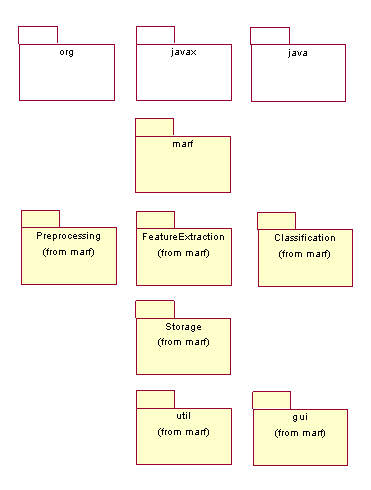 org
javax
java
marf
Preprocessing
(from marf)
FeatureExtraction
(from marf)
Classification
(from marf)
Storage
(from marf)
util
(from marf)
gui
(from marf)